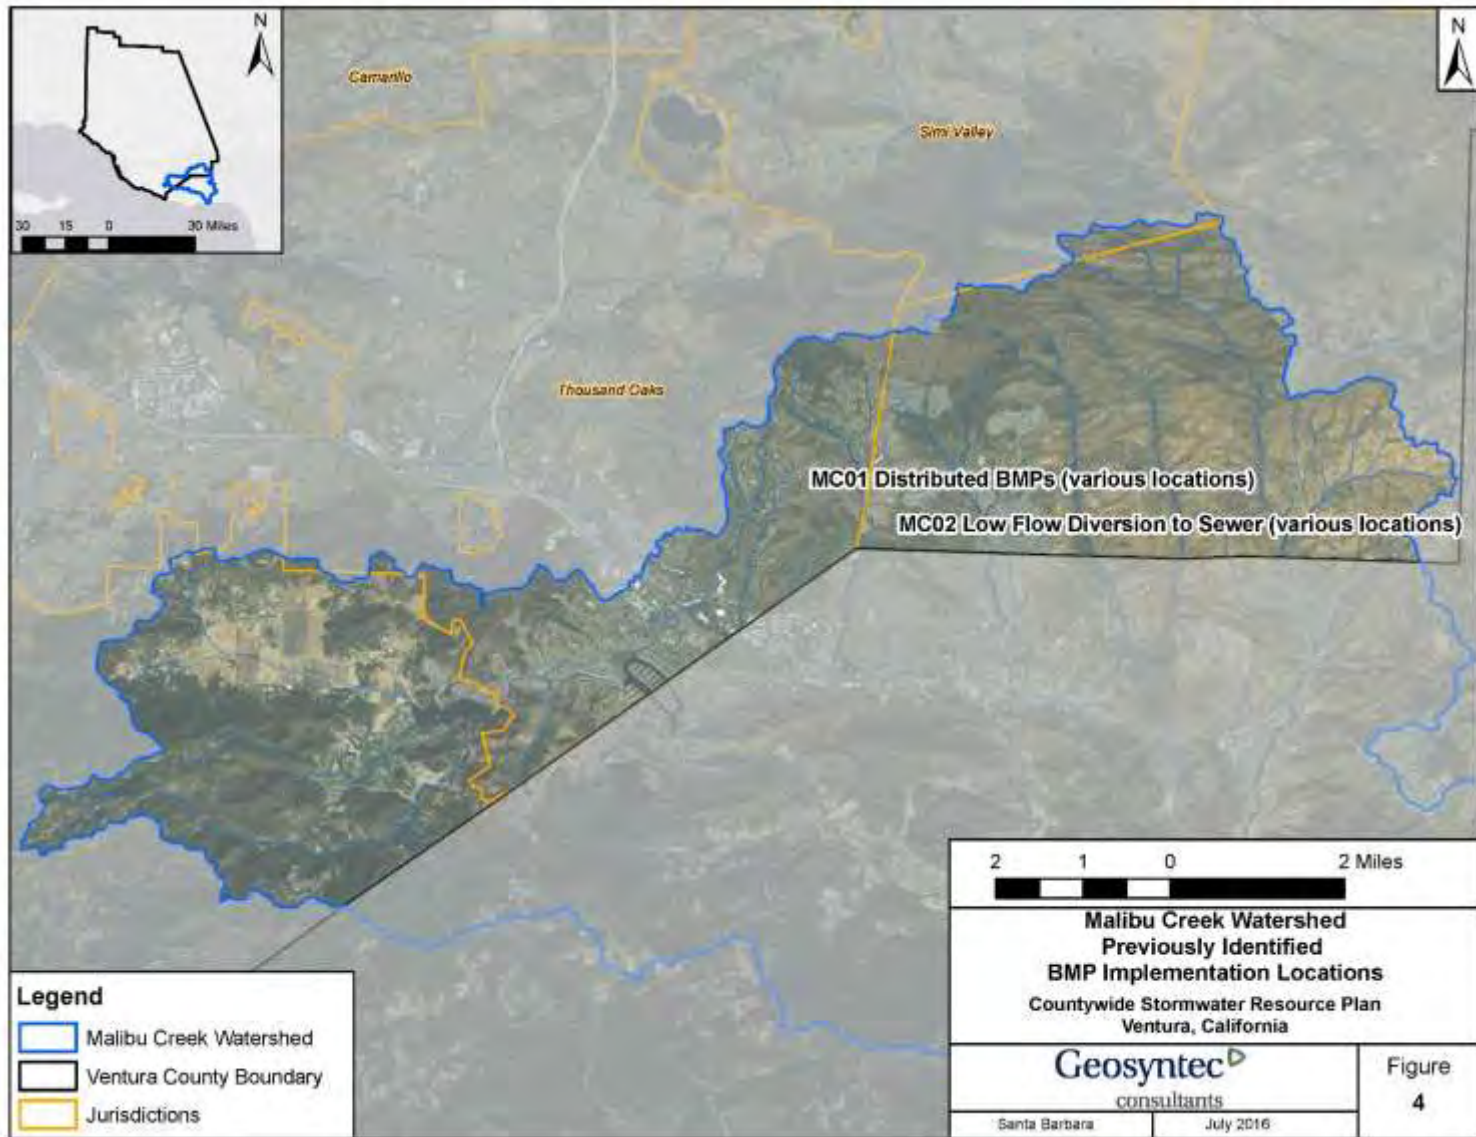 N
30 15 0 30 Miles
N
Camarillo
Simi Valley
Thousand Oaks
MC01 Distributed BMPs (various locations)
MC02 Low Flow Diversion to Sewer (various locations)
2 1 0 2 Miles
Malibu Creek Watershed
Previously Identified
BMP Implementation Locations
Countywide Stormwater Resource Plan
Ventura, California
Geosyntec
consultants
Santa Barbara July 2016
Figure
4
Legend
Malibu Creek Watershed
Ventura County Boundary
Jurisdictions